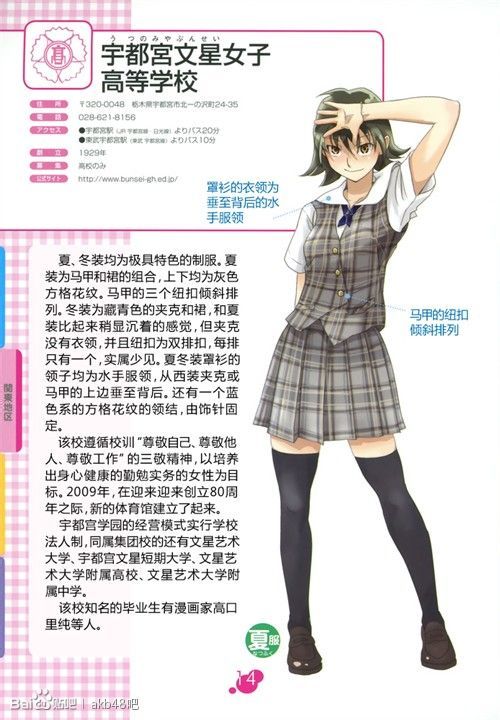 高
うつのみやぶんせい
宇都宮文星女子
高等学校
住所 〒320-0048 栃木県宇都宮市北一の沢町24-35
電話 028-621-8156
アクセス ●宇都宮駅(JR 宇都宮線・日光線)よりバス20分
●東武宇都宮駅(東武 宇都宮線)よりバス10分
創立 1929年
募集 高校のみ
公式サイト http://www.bunsei-gh.ed.jp/
罩衫的衣领为
垂至背后的水
手服领
夏、冬装均为极具特色的制服。夏
装为马甲和裙的组合，上下均为灰色
方格花纹。马甲的三个纽扣倾斜排
列。冬装为藏青色的夹克和裙，和夏
装比起来稍显沉着的感觉，但夹克
没有衣领，并且纽扣为双排扣，每排
只有一个，实属少见。夏冬装罩衫的
领子均为水手服领，从西装夹克或
马甲的上边垂至背后。还有一个蓝
色系的方格花纹的领结，由饰针固
定。
马甲的纽扣
倾斜排列
関東地区
该校遵循校训“尊敬自己、尊敬他
人、尊敬工作”的三敬精神，以培养
出身心健康的勤勉实务的女性为
目标。2009年，在迎来迎来创立80周
年之际，新的体育馆建立了起来。
宇都宫学园的经营模式实行学校
法人制，同属集团校的还有文星艺术
大学、宇都宫文星短期大学、文星艺
术大学附属高校、文星艺术大学附
属中学。
该校知名的毕业生有漫画家高口
里纯等人。
夏服
なつふく
14
Bai贴吧 | akb48吧